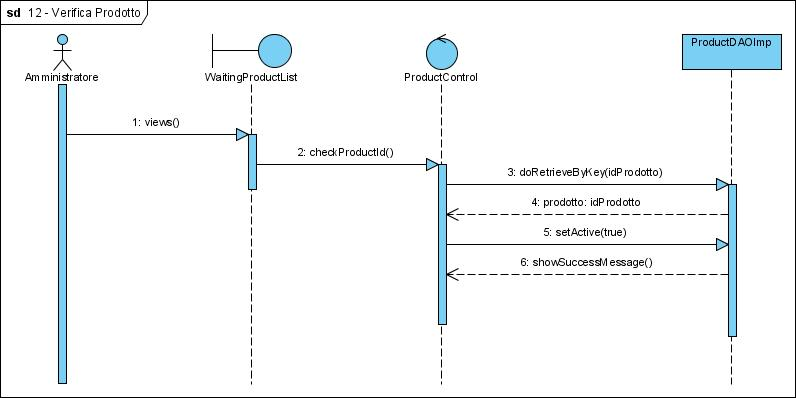 sd 12 - Verifica Prodotto
Amministratore
WaitingProductList
ProductControl
ProductDAOImp
1: views()
2: checkProductId()
3: doRetrieveByKey(idProdotto)
4: prodotto: idProdotto
5: setActive(true)
6: showSuccessMessage()